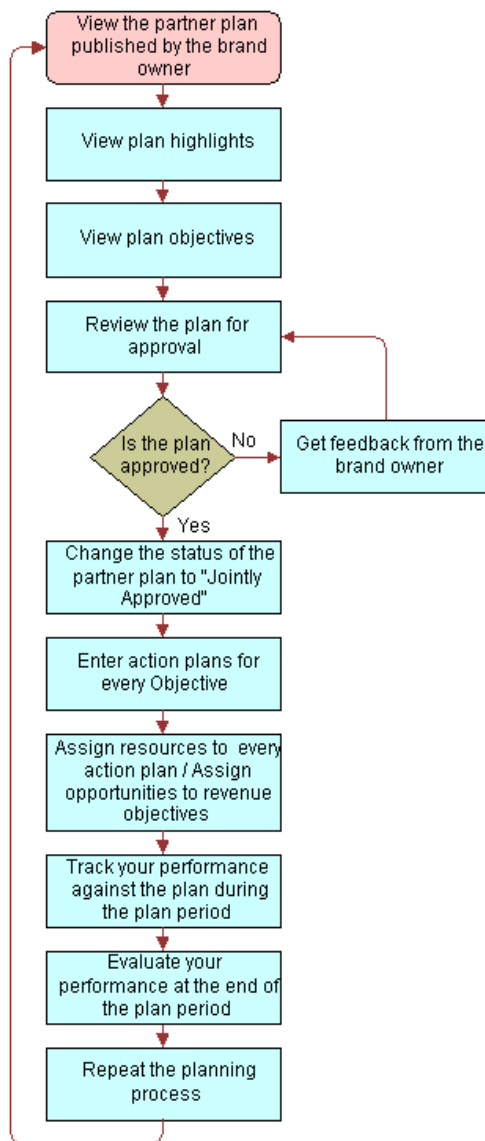 View the partner plan
published by the brand
owner
View plan highlights
View plan objectives
Review the plan for
approval
Is the plan
approved?
No
Get feedback from the
brand owner
Yes
Change the status of the
partner plan to "Jointly
Approved"
Enter action plans for
every Objective
Assign resources to every
action plan / Assign
opportunities to revenue
objectives
Track your performance
against the plan during
the plan period
Evaluate your
performance at the end of
the plan period
Repeat the planning
process